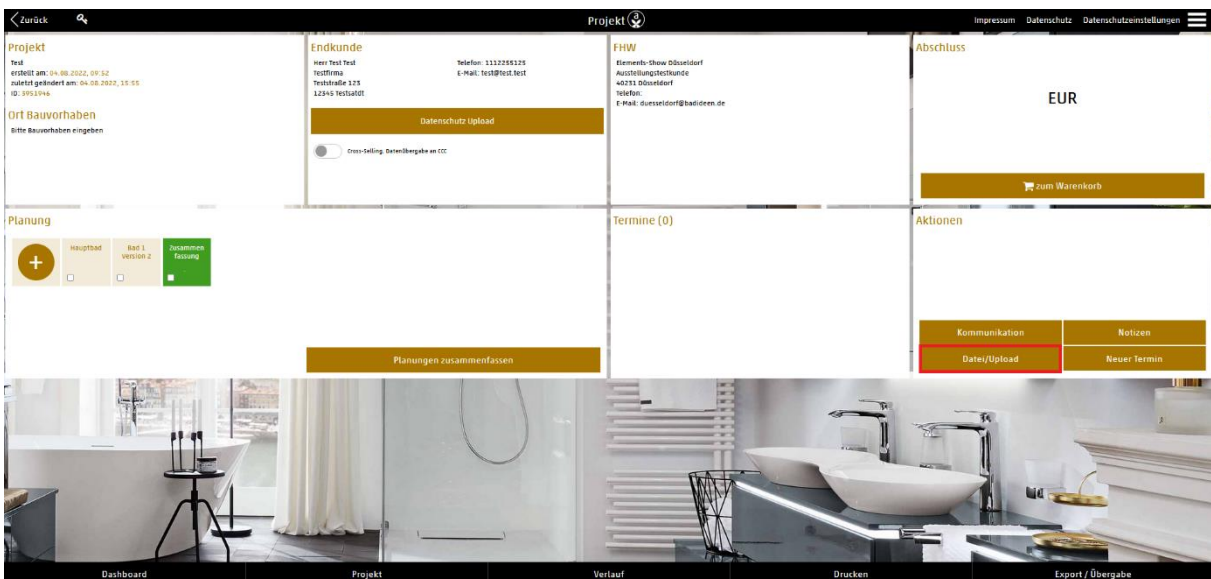 Zurück
Projekt
Impressum Datenschutz Datenschutzeinstellungen
Projekt
Test
erstellt am: 04.08.2022, 09:52
zuletzt geändert am: 04.08.2022, 15:55
ID: 3951946
Ort Bauvorhaben
Bitte Bauvorhaben eingeben
Endkunde
Herr Test Test
Testfirma
Teststraße 123
12345 Testsatdt
Telefon: 1112255125
E-Mail: test@test.test
Datenschutz Upload
Cross-Selling, Datenübergabe an CCC
FHW
Elements-Show Düsseldorf
Ausstellungstestkunde
40231 Düsseldorf
Telefon:
E-Mail: duesseldorf@badideen.de
Abschluss
EUR
zum Warenkorb
Planung
+
Hauptbad
Bad 1
Version 2
Zusammen
fassung
Planungen zusammenfassen
Termine (0)
Aktionen
Kommunikation
Notizen
Datei/Upload
Neuer Termin
Dashboard
Projekt
Verlauf
Drucken
Export / Übergabe